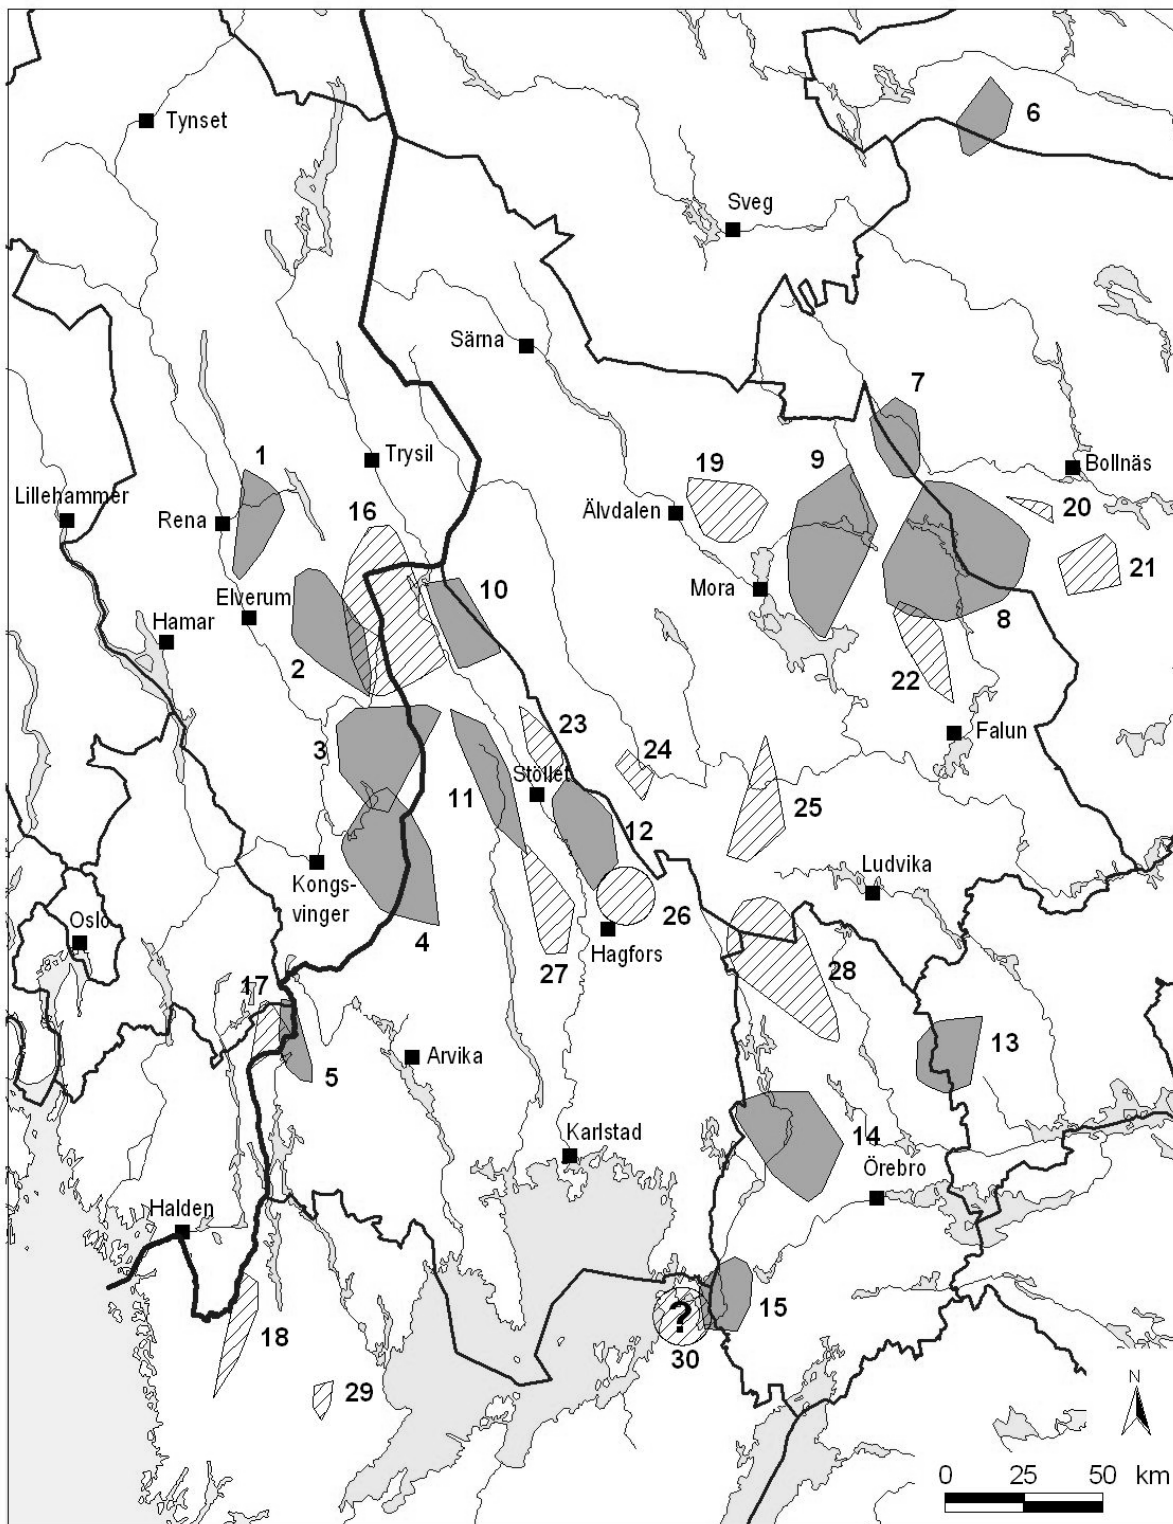 Tynset
6
Sveg
Särna
7
Trysil
1
9
Bollnäs
19
Lillehammer
16
Älvdalen
20
Rena
21
10
Mora
Elverum
Hamar
8
2
22
23
Falun
3
24
Stöllet
11
25
12
Ludvika
Kongs-
vinger
26
Oslo
4
Hagfors
27
28
17
13
Arvika
5
14
Karlstad
Örebro
Halden
15
?
18
30
29
N
0 25 50 km